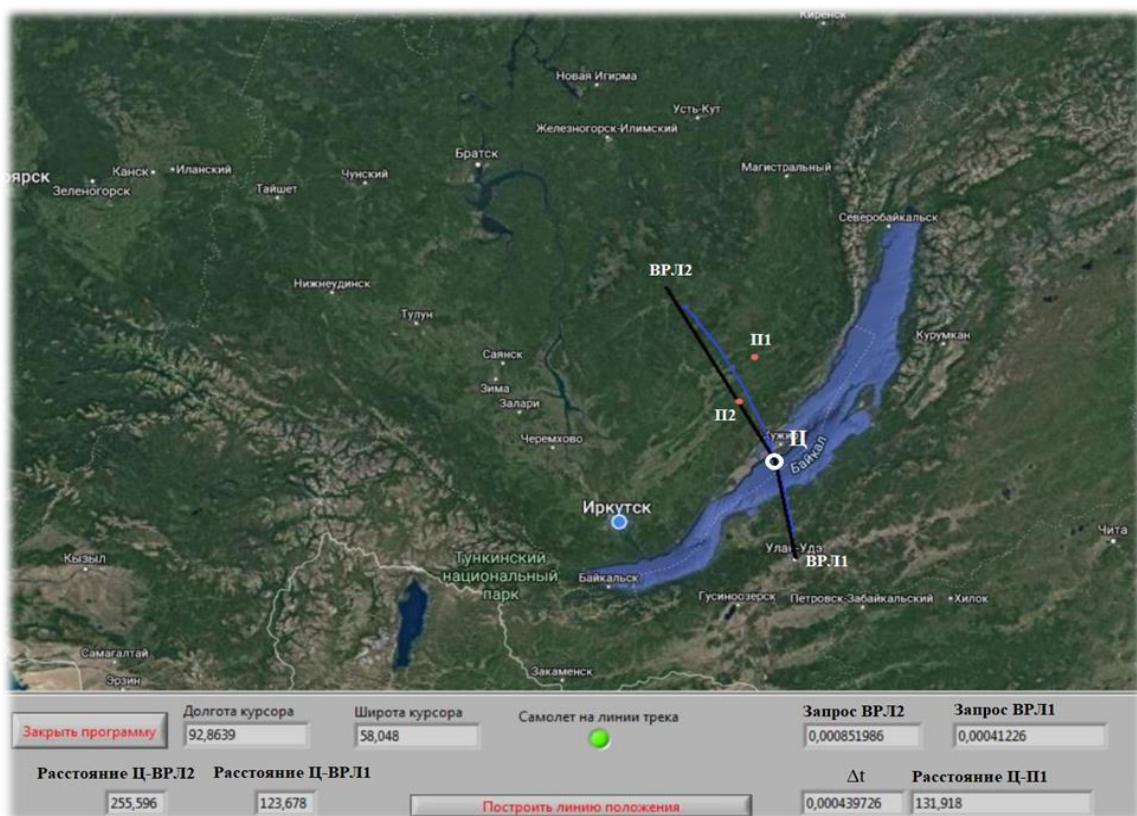 Киренск
Новая Игирма
Усть-Кут
Железногорск-Илимский
Братск
Магистральный
Канск
Иланский
оярск
Зеленогорск
Тайшет
Чунский
Северобайкальск
ВРЛ2
Нижнеудинск
Тулун
Курумкан
П1
Саянск
Зима
Залари
П2
Черемхово
Ц
Байкал
Иркутск
Чита
Улан-Удэ
Кызыл
Тункинский
национальный
парк
ВРЛ1
Байкальск
Гусиноозерск
Петровск-Забайкальский
Хилок
Самагалтай
Эрзин
Закаменск
Закрыть программу
Долгота курсора
92,8639
Широта курсора
58,048
Самолет на линии трека
Запрос ВРЛ2
0,000851986
Запрос ВРЛ1
0,00041226
Расстояние Ц-ВРЛ2
255,596
Расстояние Ц-ВРЛ1
123,678
Построить линию положения
Δt
0,000439726
Расстояние Ц-П1
131,918